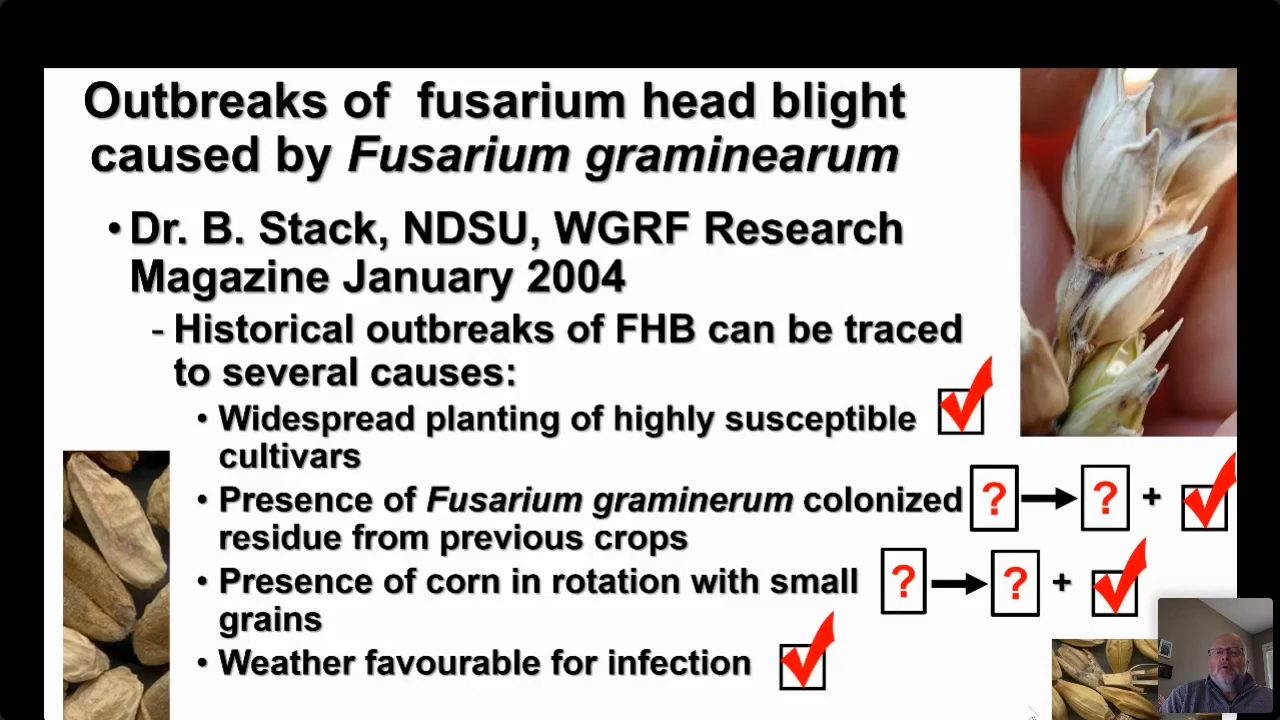 Outbreaks of fusarium head blight
caused by Fusarium graminearum
• Dr. B. Stack, NDSU, WGRF Research
Magazine January 2004
- Historical outbreaks of FHB can be traced
to several causes:
• Widespread planting of highly susceptible
cultivars
• Presence of Fusarium graminerum colonized ? → ? +
residue from previous crops
• Presence of corn in rotation with small ? → ? +
grains
• Weather favourable for infection